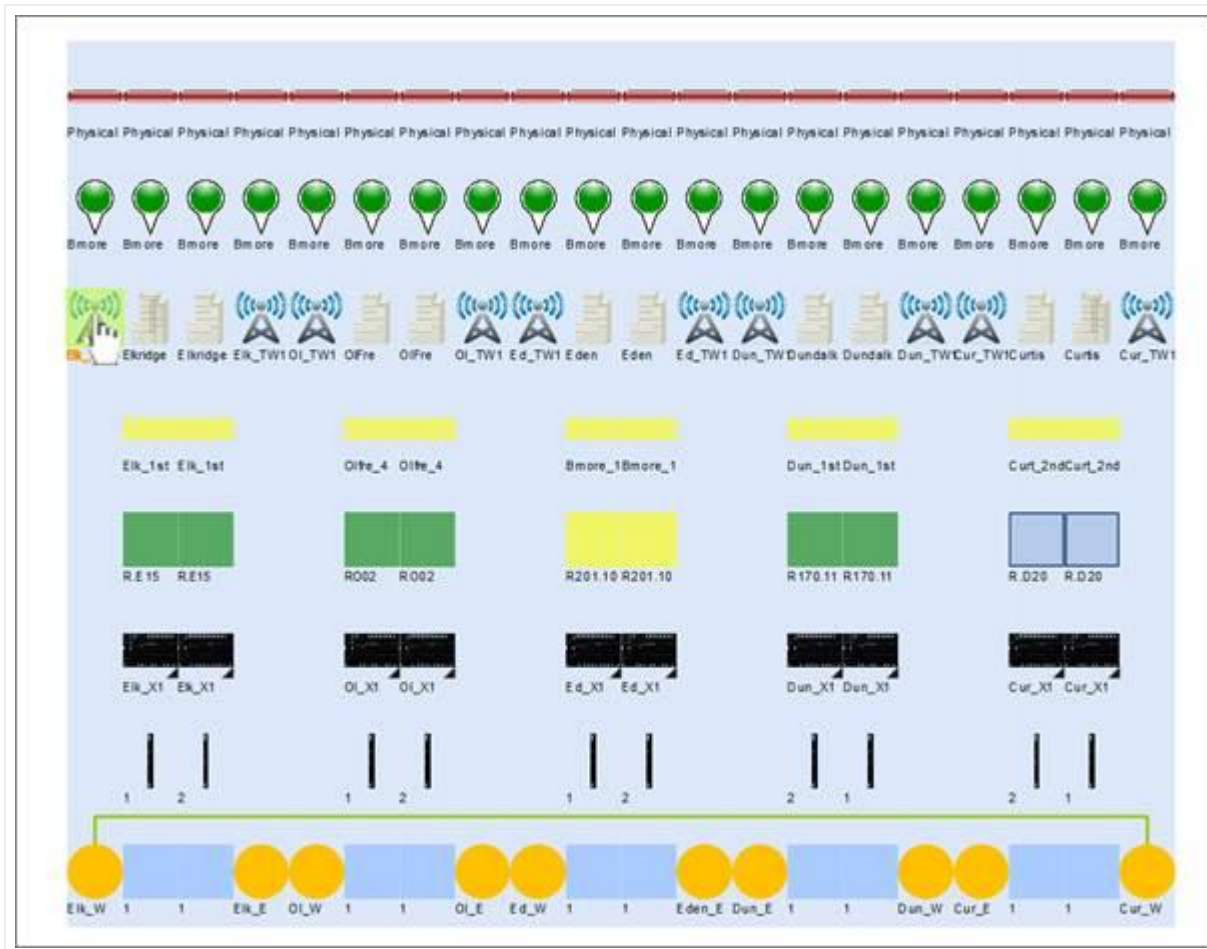 Physical Physical Physical Physical Physical Physical Physical Physical Physical Physical Physical Physical Physical Physical Physical Physical Physical Physical Physical Physical
Bmore Bmore Bmore Bmore Bmore Bmore Bmore Bmore Bmore Bmore Bmore Bmore Bmore Bmore Bmore Bmore Bmore Bmore Bmore Bmore
Elkridge Elkridge Elk_TW1 Ol_TW1 OlFre OlFre Ol_TW1 Ed_TW1 Eden Eden Ed_TW1 Dun_TW1 Dundalk Dundalk Dun_TW1 Cur_TW1 Curtis Curtis Cur_TW1
Elk_1st Elk_1st Olfre_4 Olfre_4 Bmore_1 Bmore_1 Dun_1st Dun_1st Curt_2nd Curt_2nd
R.E15 R.E15 RO02 R.O02 R201.10 R201.10 R170.11 R170.11 R.D20 R.D20
Elk_X1 Elk_X1 Ol_X1 Ol_X1 Ed_X1 Ed_X1 Dun_X1 Dun_X1 Cur_X1 Cur_X1
1 2 1 2 1 2 2 1 2 1
Elk_W 1 1 Elk_E Ol_W 1 1 Ol_E Ed_W 1 1 Eden_E Dun_E 1 1 Dun_W Cur_E 1 1 Cur_W